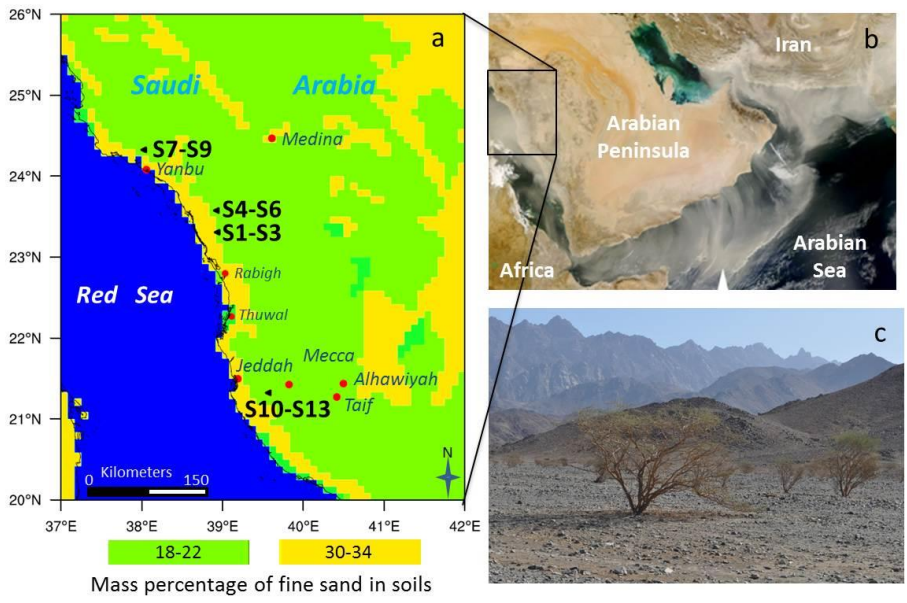 a
26°N
25°N
24°N
23°N
22°N
21°N
20°N
Saudi Arabia
Medina
S7-S9
Yanbu
S4-S6
S1-S3
Rabigh
Red Sea
Thuwal
Mecca
Jeddah
Alhawiyah
Taif
S10-S13
N
Kilometers
0 150
37°E 38°E 39°E 40°E 41°E 42°E
18-22 30-34
Mass percentage of fine sand in soils
b
Iran
Arabian
Peninsula
Arabian
Sea
Africa
c